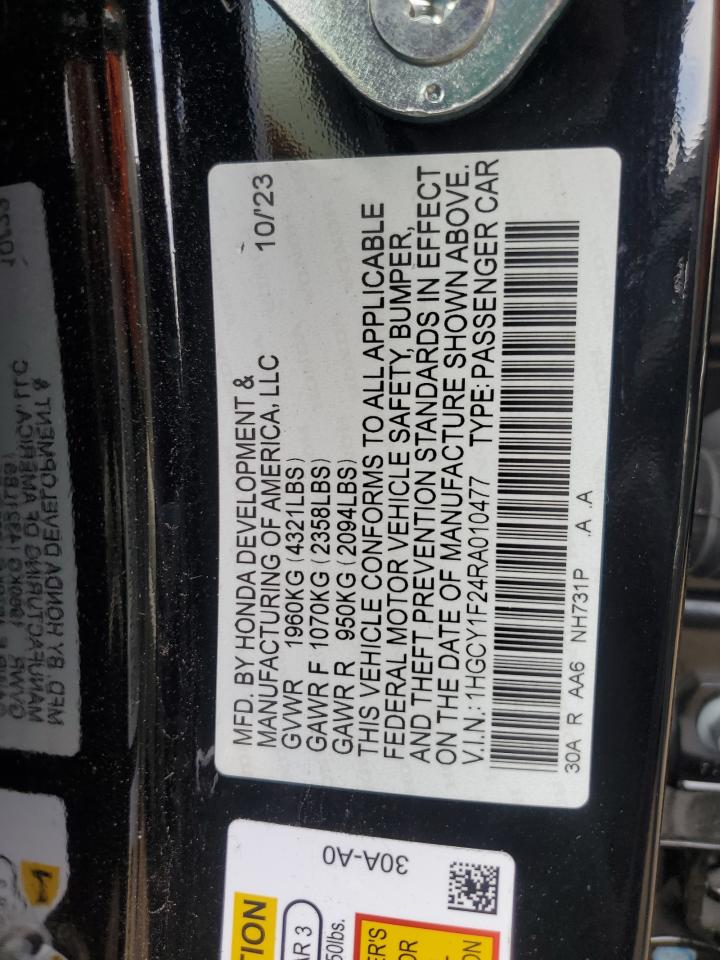 MFD. BY HONDA DEVELOPMENT &
MANUFACTURING OF AMERICA, LLC 10/'23
GVWR 1960KG (4321LBS)
GAWR F 1070KG (2358LBS)
GAWR R 950KG (2094LBS)
THIS VEHICLE CONFORMS TO ALL APPLICABLE
FEDERAL MOTOR VEHICLE SAFETY, BUMPER,
AND THEFT PREVENTION STANDARDS IN EFFECT
ON THE DATE OF MANUFACTURE SHOWN ABOVE.
V.I.N.: 1HGCY1F24RA010477 TYPE: PASSENGER CAR
30A R AA6 NH731P .A .A
30A-A0